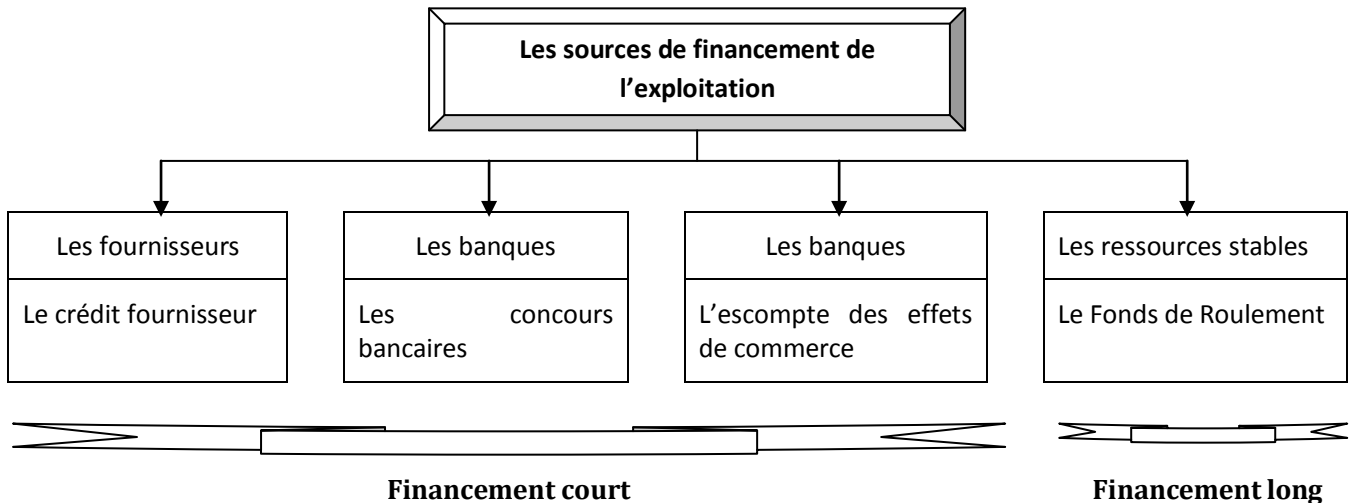 Les sources de financement de
l’exploitation
Les fournisseurs
Le crédit fournisseur
Les banques
Les concours
bancaires
Les banques
L’escompte des effets
de commerce
Les ressources stables
Le Fonds de Roulement
Financement court
Financement long